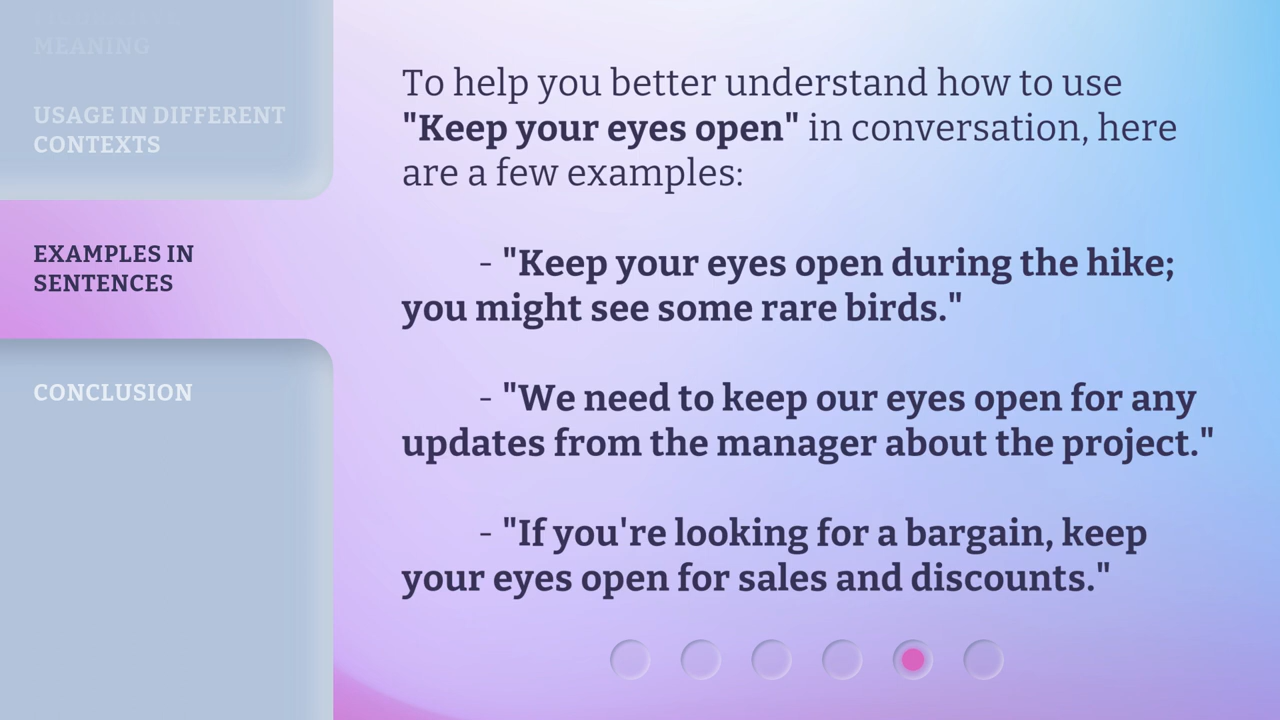 MEANING
USAGE IN DIFFERENT
CONTEXTS
EXAMPLES IN
SENTENCES
CONCLUSION
To help you better understand how to use
"Keep your eyes open" in conversation, here
are a few examples:
- "Keep your eyes open during the hike;
you might see some rare birds."
- "We need to keep our eyes open for any
updates from the manager about the project."
- "If you're looking for a bargain, keep
your eyes open for sales and discounts."